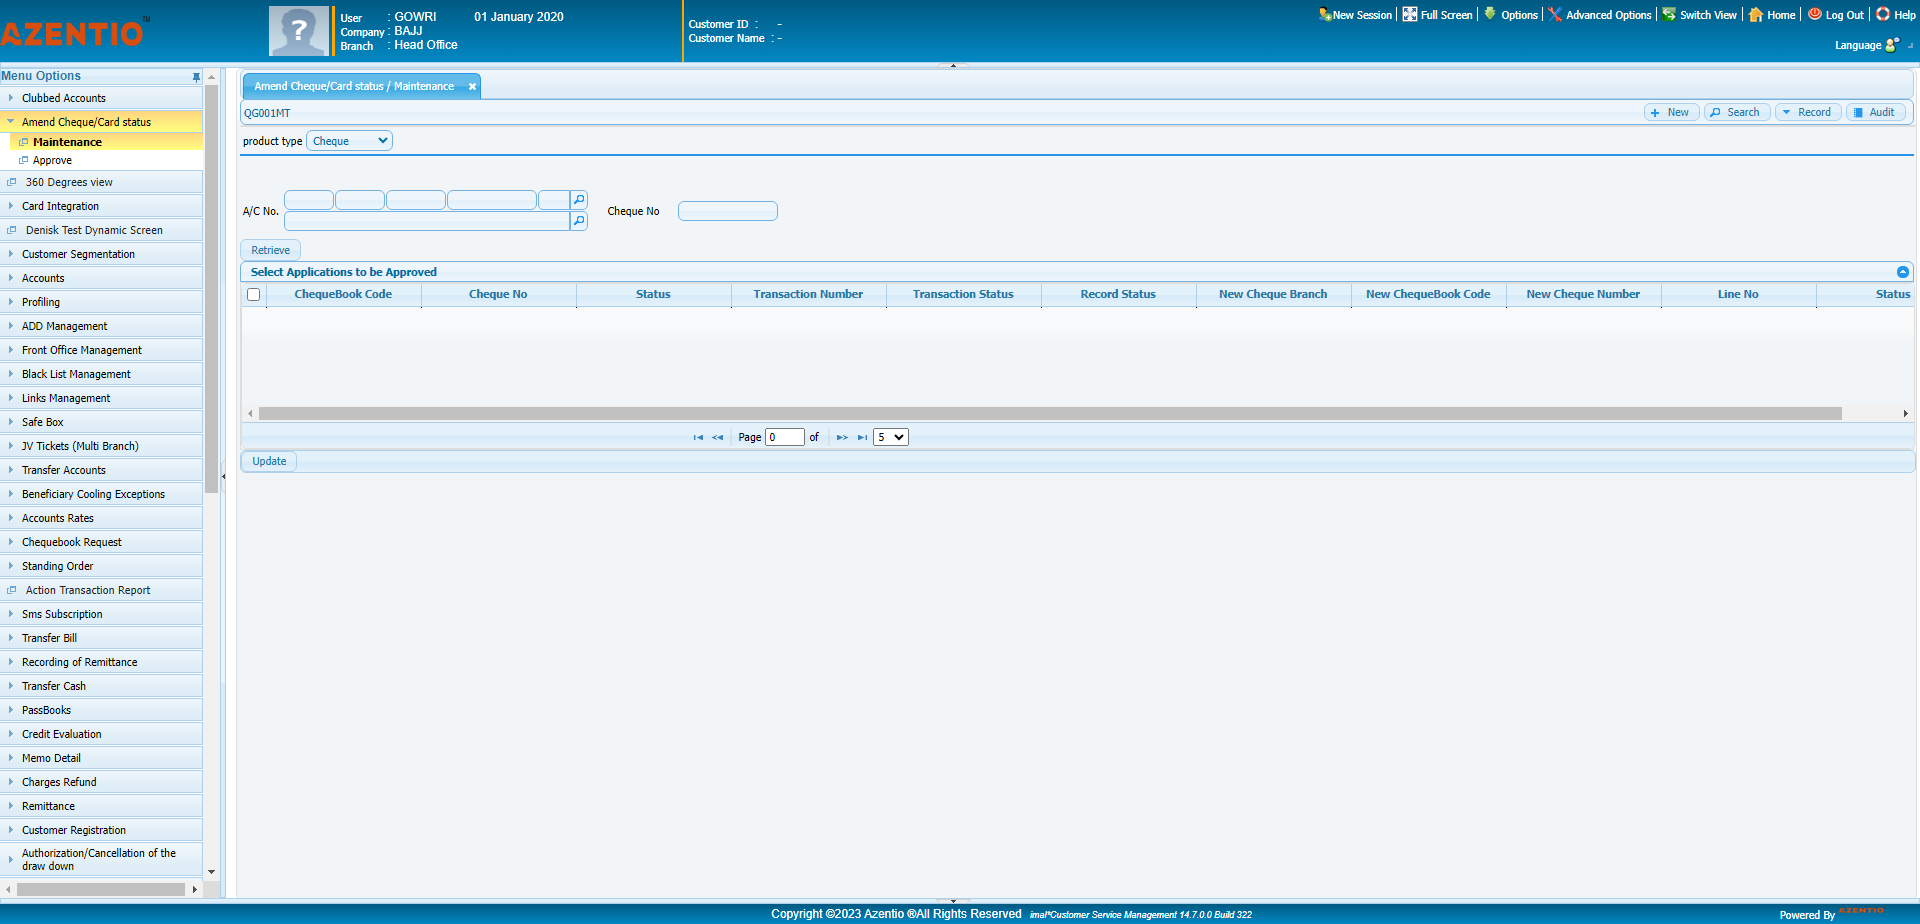 AZENTIO™
?
User : GOWRI 01 January 2020
Company : BAJJ
Branch : Head Office
Customer ID : -
Customer Name : -
New Session Full Screen Options Advanced Options Switch View Home Log Out Help
Language
Menu Options
Clubbed Accounts
Amend Cheque/Card status
Maintenance
Approve
360 Degrees view
Card Integration
Denisk Test Dynamic Screen
Customer Segmentation
Accounts
Profiling
ADD Management
Front Office Management
Black List Management
Links Management
Safe Box
JV Tickets (Multi Branch)
Transfer Accounts
Beneficiary Cooling Exceptions
Accounts Rates
Chequebook Request
Standing Order
Action Transaction Report
Sms Subscription
Transfer Bill
Recording of Remittance
Transfer Cash
PassBooks
Credit Evaluation
Memo Detail
Charges Refund
Remittance
Customer Registration
Authorization/Cancellation of the
draw down
Amend Cheque/Card status / Maintenance
QG001MT
New Search Record Audit
product type Cheque
A/C No. Cheque No
Retrieve
Select Applications to be Approved
ChequeBook Code Cheque No Status Transaction Number Transaction Status Record Status New Cheque Branch New ChequeBook Code New Cheque Number Line No Status
Page 0 of 5
Update
Copyright ©2023 Azentio ®All Rights Reserved imal*Customer Service Management 14.7.0.0 Build 322
Powered By AZENTIO